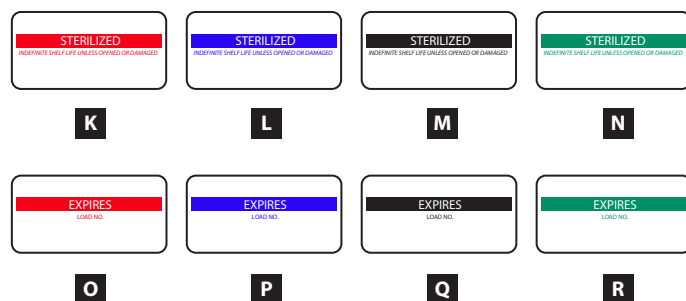 STERILIZED
INDEFINITE SHELF LIFE UNLESS OPENED OR DAMAGED
STERILIZED
INDEFINITE SHELF LIFE UNLESS OPENED OR DAMAGED
STERILIZED
INDEFINITE SHELF LIFE UNLESS OPENED OR DAMAGED
STERILIZED
INDEFINITE SHELF LIFE UNLESS OPENED OR DAMAGED
K
L
M
N
EXPIRES
LOAD NO.
EXPIRES
LOAD NO.
EXPIRES
LOAD NO.
EXPIRES
LOAD NO.
O
P
Q
R